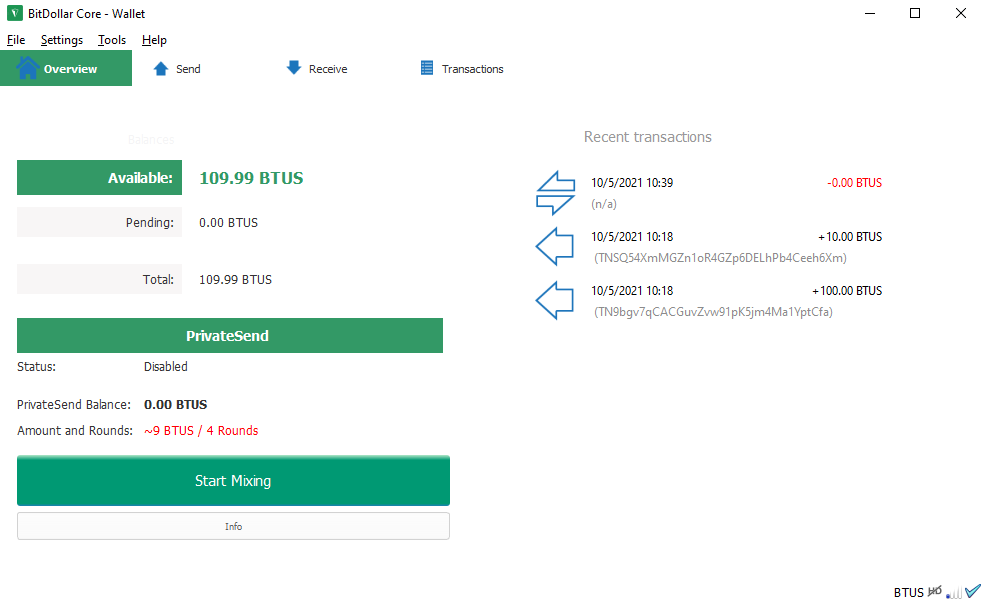 BitDollar Core - Wallet
File Settings Tools Help
Overview Send Receive Transactions
Balances
Available: 109.99 BTUS
Pending: 0.00 BTUS
Total: 109.99 BTUS
PrivateSend
Status: Disabled
PrivateSend Balance: 0.00 BTUS
Amount and Rounds: ~9 BTUS / 4 Rounds
Start Mixing
Info
Recent transactions
10/5/2021 10:39 -0.00 BTUS
(n/a)
10/5/2021 10:18 +10.00 BTUS
(TNSQ54XmMGZn1oR4GZp6DELhPb4Ceeh6Xm)
10/5/2021 10:18 +100.00 BTUS
(TN9bgv7qCACGuvZvw91pK5jm4Ma1YptCfa)
BTUS HD